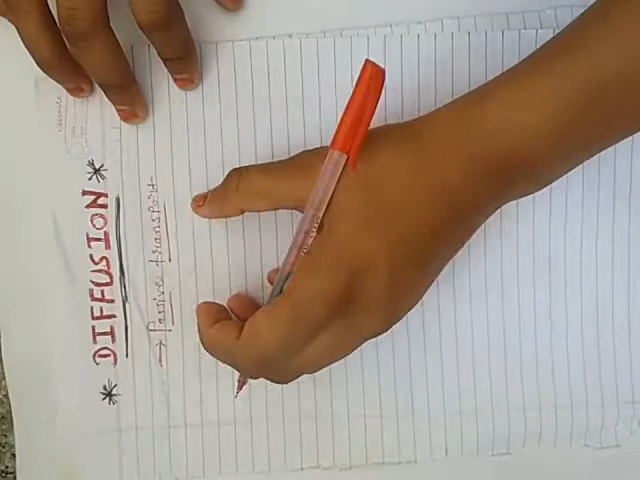 * DIFFUSION *
→ Passive transport-